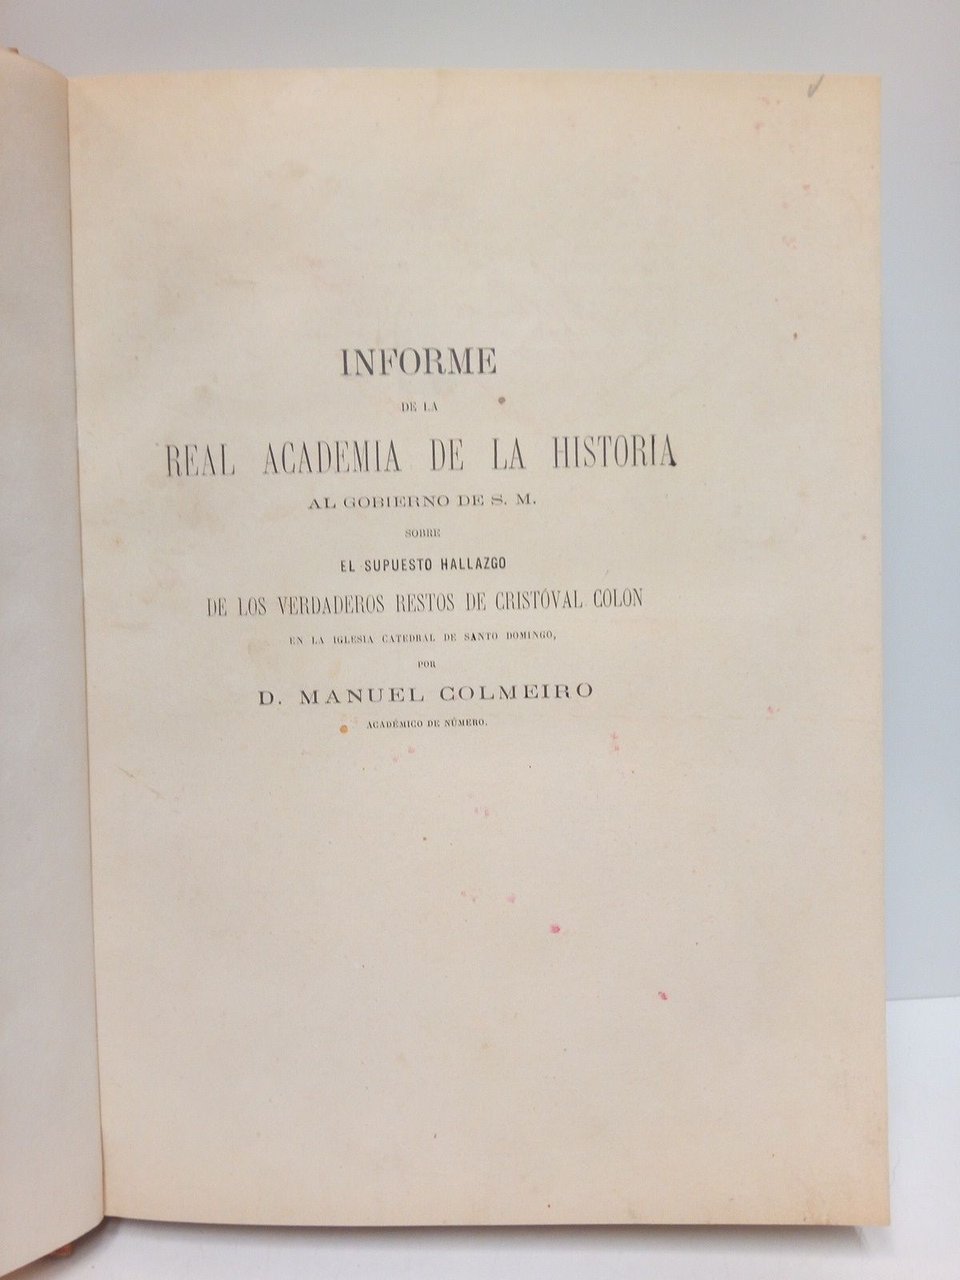 INFORME
DE LA
REAL ACADEMIA DE LA HISTORIA
AL GOBIERNO DE S. M.
SOBRE
EL SUPUESTO HALLAZGO
DE LOS VERDADEROS RESTOS DE CRISTÓVAL COLON
EN LA IGLESIA CATEDRAL DE SANTO DOMINGO,
POR
D. MANUEL COLMEIRO
ACADÉMICO DE NÚMERO.